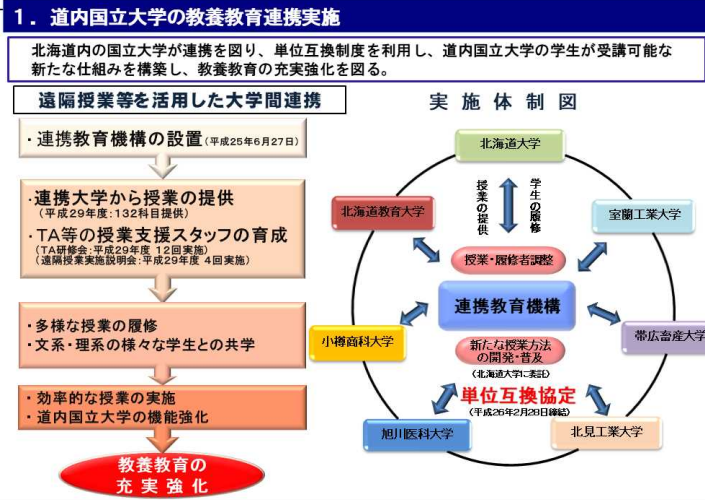 1．道内国立大学の教養教育連携実施
北海道内の国立大学が連携を図り、単位互換制度を利用し、道内国立大学の学生が受講可能な
新たな仕組みを構築し、教養教育の充実強化を図る。
遠隔授業等を活用した大学間連携
・連携教育機構の設置(平成25年6月27日)
・連携大学から授業の提供
(平成29年度:132科目提供)
・TA等の授業支援スタッフの育成
(TA研修会:平成29年度 12回実施)
(遠隔授業実施説明会:平成29年度 4回実施)
・多様な授業の履修
・文系・理系の様々な学生との共学
・効率的な授業の実施
・道内国立大学の機能強化
教養教育の
充実強化
実施体制図
北海道大学
授業の提供
学生の履修
北海道教育大学
室蘭工業大学
授業・履修者調整
連携教育機構
小樽商科大学
帯広畜産大学
新たな授業方法
の開発・普及
(北海道大学に委託)
単位互換協定
(平成26年2月28日締結)
旭川医科大学
北見工業大学